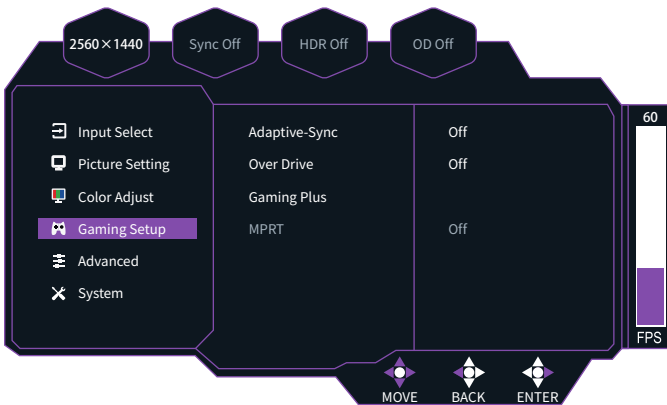 2560×1440 Sync Off HDR Off OD Off
60
Input Select Adaptive-Sync Off
Picture Setting Over Drive Off
Color Adjust Gaming Plus
Gaming Setup MPRT Off
Advanced
System
FPS
MOVE BACK ENTER